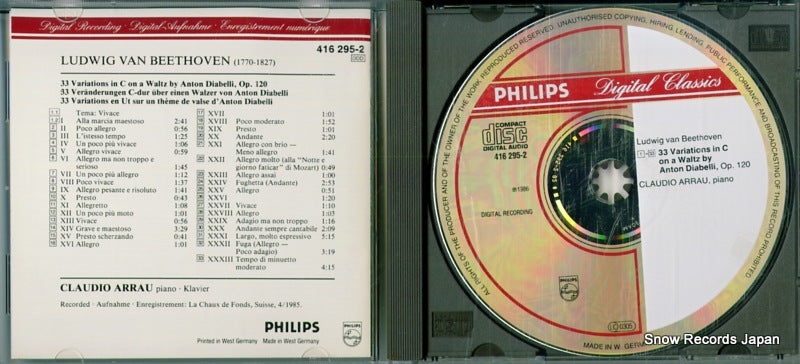 Digital Recording · Digital-Aufnahme · Enregistrement numérique
416 295-2
DDD
LUDWIG VAN BEETHOVEN (1770-1827)
33 Variations in C on a Waltz by Anton Diabelli, Op. 120
33 Veränderungen C-dur über einen Walzer von Anton Diabelli
33 Variations en Ut sur un thème de valse d'Anton Diabelli
Tema: Vivace
I Alla marcia maestoso 2:41
II Poco allegro 0:56
III L'istesso tempo 1:25
IV Un poco più vivace 1:06
V Allegro vivace 0:59
VI Allegro ma non troppo e
serioso 1:45
VII Un poco più allegro 1:12
VIII Poco vivace 1:37
IX Allegro pesante e risoluto 1:41
X Presto 0:43
XI Allegretto 1:08
XII Un poco più moto 1:01
XIII Vivace 0:56
XIV Grave e maestoso 3:29
XV Presto scherzando 0:41
XVI Allegro 1:01
XVII 1:01
XVIII Poco moderato 1:52
XIX Presto 1:01
XX Andante 2:20
XXI Allegro con brio –
Meno allegro 1:41
XXII Allegro molto (alla "Notte e
giorno faticar" di Mozart) 0:49
XXIII Allegro assai 1:01
XXIV Fughetta (Andante) 2:53
XXV Allegro 0:51
XXVI 1:51
XXVII Vivace 1:10
XXVIII Allegro 1:03
XXIX Adagio ma non troppo 1:16
XXX Andante sempre cantabile 2:09
XXXI Largo, molto espressivo 5:15
XXXII Fuga (Allegro –
Poco adagio) 3:19
XXXIII Tempo di minuetto
moderato 4:15
CLAUDIO ARRAU piano · Klavier
Recorded · Aufnahme · Enregistrement: La Chaux de Fonds, Suisse, 4/1985.
PHILIPS
PHILIPS
Printed in West Germany Made in West Germany
ALL RIGHTS OF THE PRODUCER AND OF THE OWNER OF THE WORK REPRODUCED RESERVED. UNAUTHORISED COPYING, HIRING, LENDING, PUBLIC PERFORMANCE AND BROADCASTING OF THIS RECORD PROHIBITED
PHILIPS Digital Classics
COMPACT
disc
DIGITAL AUDIO
416 295-2
℗1986
DIGITAL RECORDING
Ludwig van Beethoven
33 Variations in C
on a Waltz by
Anton Diabelli, Op. 120
CLAUDIO ARRAU, piano
PHILIPS
MADE IN W. GERMANY
Snow Records Japan
www.snowrecords.jp